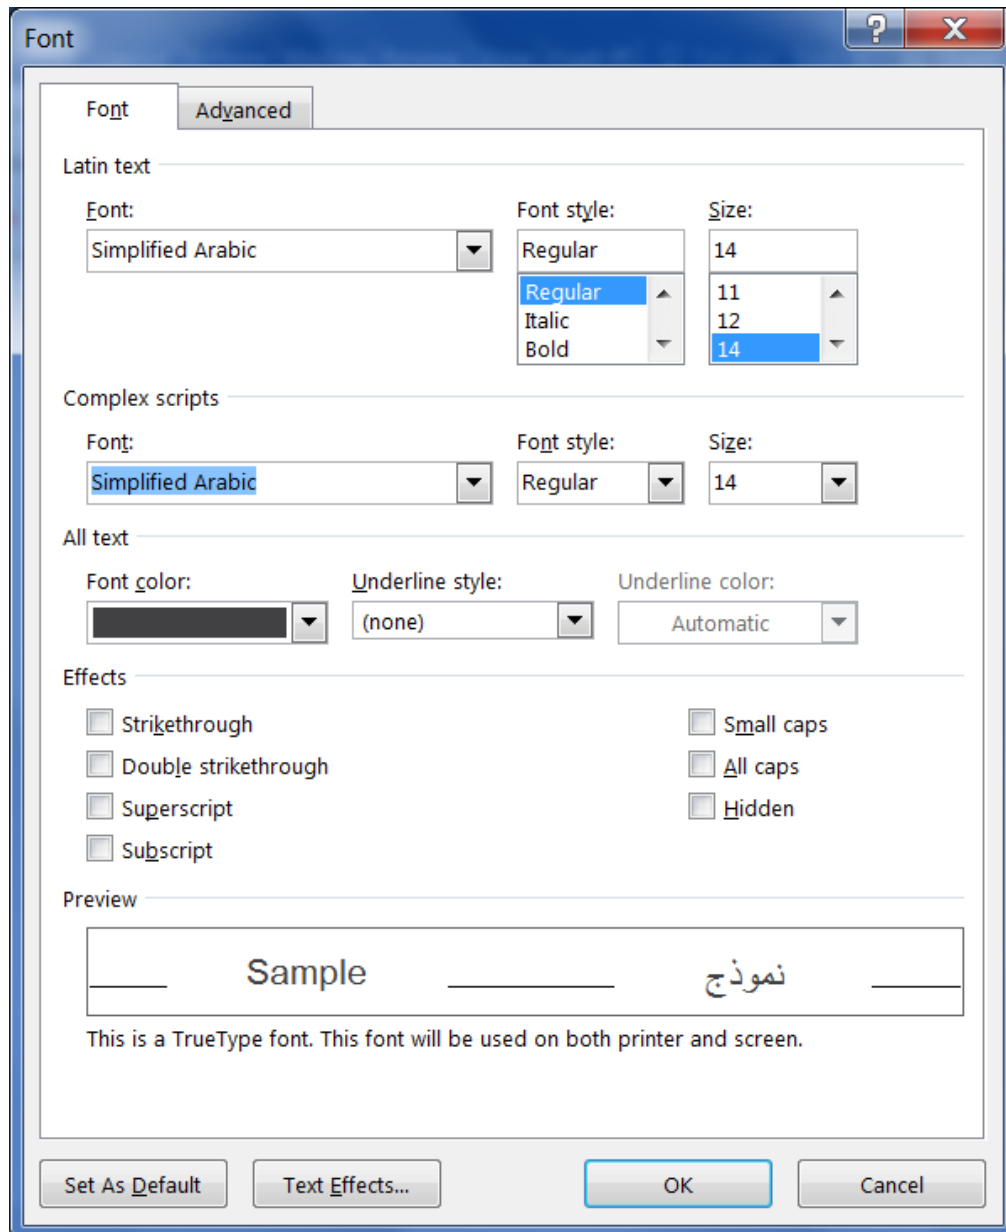 Font
Font Advanced
Latin text
Font: Font style: Size:
Simplified Arabic Regular 14
Regular 11
Italic 12
Bold 14
Complex scripts
Font: Font style: Size:
Simplified Arabic Regular 14
All text
Font color: Underline style: Underline color:
(none) Automatic
Effects
Strikethrough Small caps
Double strikethrough All caps
Superscript Hidden
Subscript
Preview
Sample نموذج
This is a TrueType font. This font will be used on both printer and screen.
Set As Default Text Effects... OK Cancel